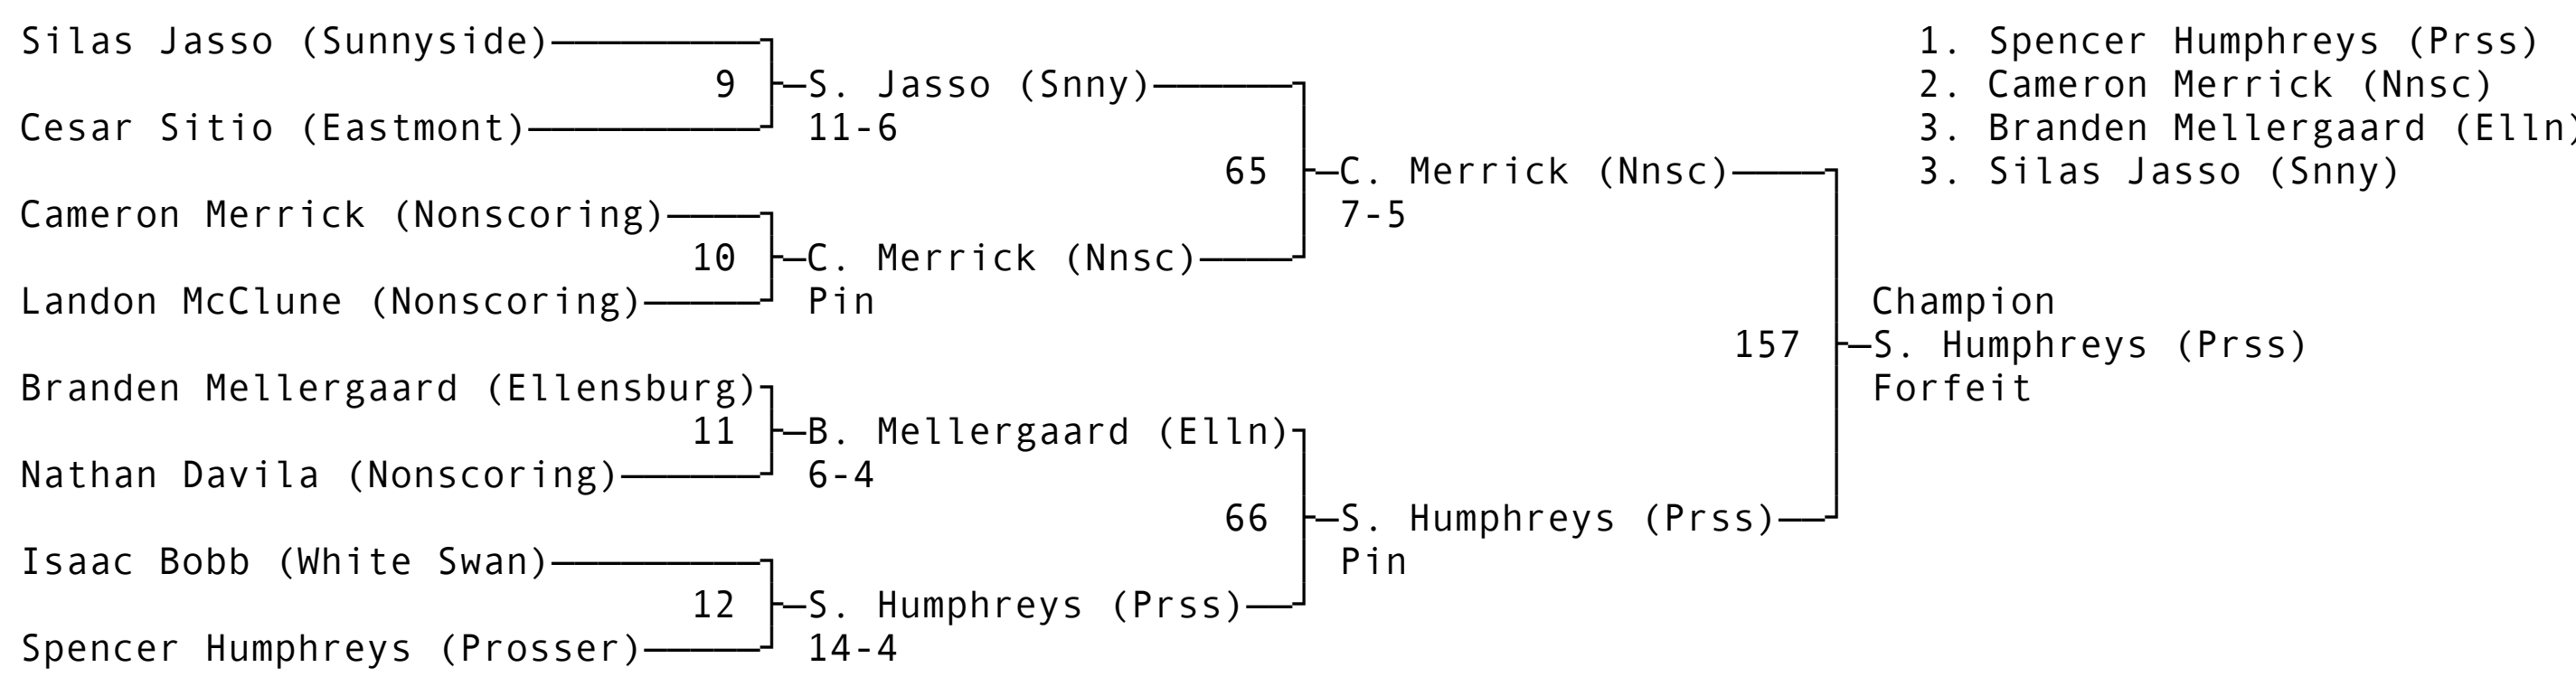 Silas Jasso (Sunnyside)
1. Spencer Humphreys (Prss)
9 S. Jasso (Snny)
2. Cameron Merrick (Nnsc)
Cesar Sitio (Eastmont)
11-6
3. Branden Mellergaard (Elln)
65 C. Merrick (Nnsc)
3. Silas Jasso (Snny)
Cameron Merrick (Nonscoring)
7-5
10 C. Merrick (Nnsc)
Landon McClune (Nonscoring)
Pin
Champion
157 S. Humphreys (Prss)
Branden Mellergaard (Ellensburg)
Forfeit
11 B. Mellergaard (Elln)
Nathan Davila (Nonscoring)
6-4
66 S. Humphreys (Prss)
Isaac Bobb (White Swan)
Pin
12 S. Humphreys (Prss)
Spencer Humphreys (Prosser)
14-4